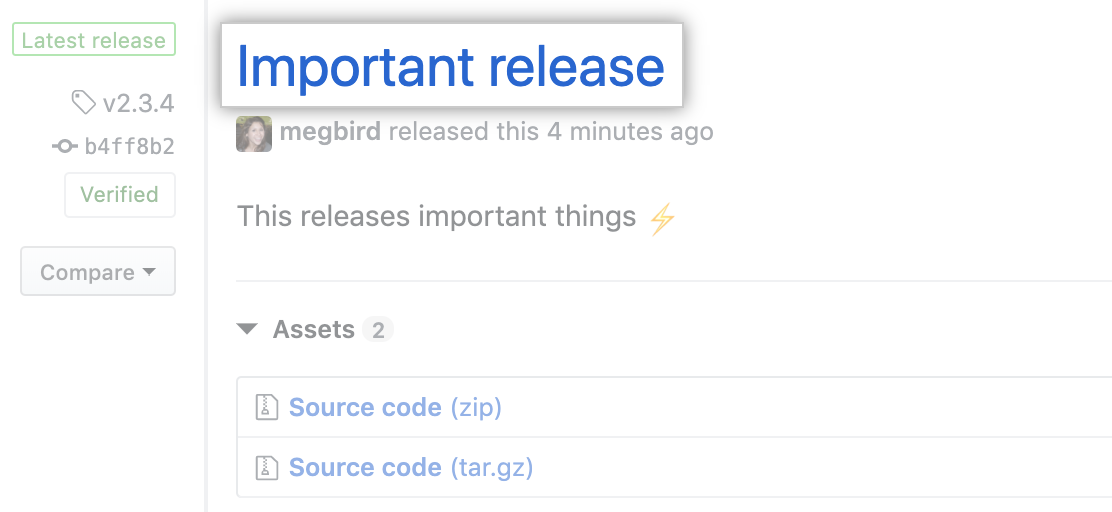 Latest release
v2.3.4
b4ff8b2
Verified
Compare
Important release
megbird released this 4 minutes ago
This releases important things ⚡
Assets 2
Source code (zip)
Source code (tar.gz)